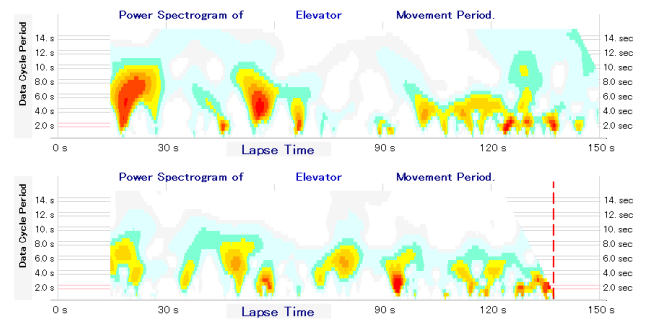 Power Spectrogram of Elevator Movement Period.
Data Cycle Period
14. s 14. sec
12. s 12. sec
10. s 10. sec
8.0 s 8.0 sec
6.0 s 6.0 sec
4.0 s 4.0 sec
2.0 s 2.0 sec
0 s 30 s 90 s 120 s 150 s
Lapse Time
Power Spectrogram of Elevator Movement Period.
Data Cycle Period
14. s 14. sec
12. s 12. sec
10. s 10. sec
8.0 s 8.0 sec
6.0 s 6.0 sec
4.0 s 4.0 sec
2.0 s 2.0 sec
0 s 30 s 90 s 120 s 150 s
Lapse Time